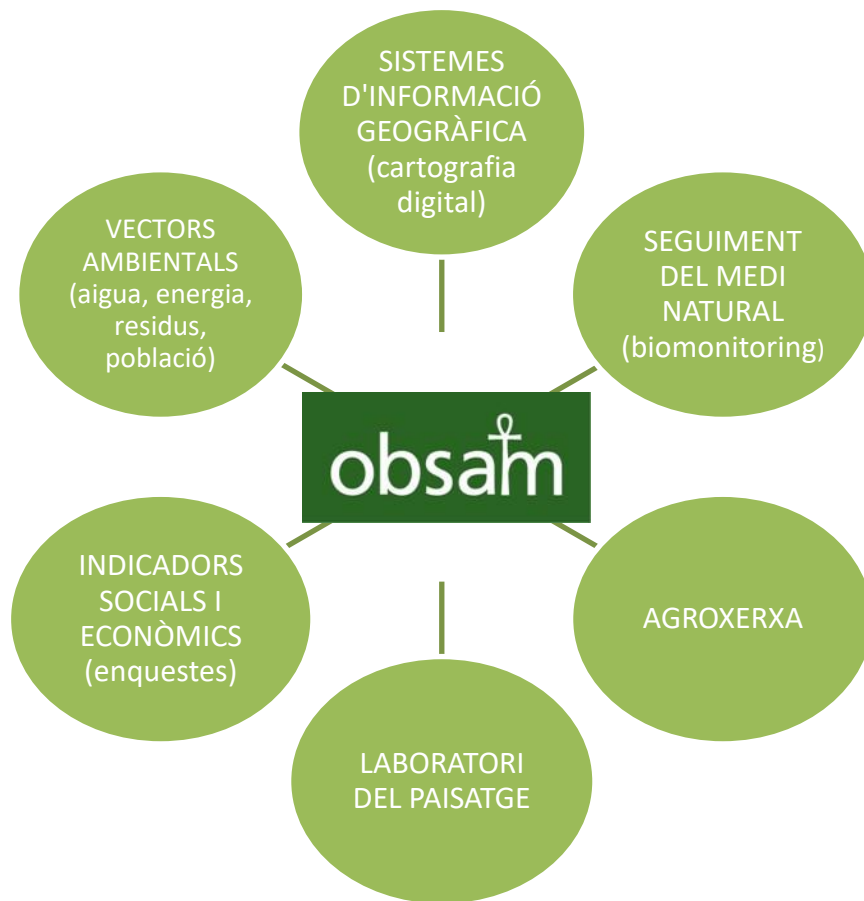 SISTEMES
D'INFORMACIÓ
GEOGRÀFICA
(cartografia
digital)
VECTORS
AMBIENTALS
(aigua, energia,
residus,
població)
SEGUIMENT
DEL MEDI
NATURAL
(biomonitoring)
obsam
INDICADORS
SOCIALS I
ECONÒMICS
(enquestes)
AGROXERXA
LABORATORI
DEL PAISATGE